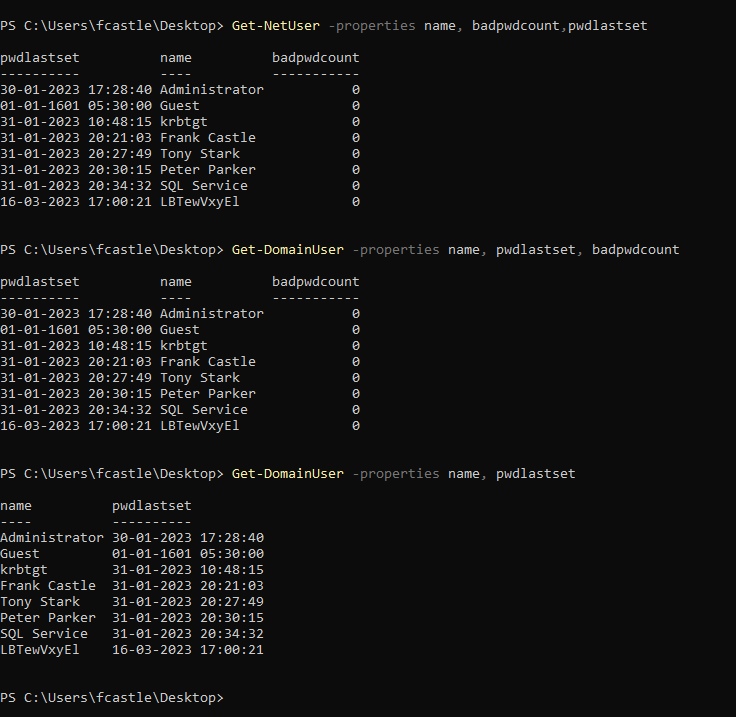 PS C:\Users\fcastle\Desktop> Get-NetUser -properties name, badpwdcount,pwdlastset
pwdlastset          name          badpwdcount
----------          ----          -----------
30-01-2023 17:28:40 Administrator           0
01-01-1601 05:30:00 Guest                   0
31-01-2023 10:48:15 krbtgt                  0
31-01-2023 20:21:03 Frank Castle            0
31-01-2023 20:27:49 Tony Stark              0
31-01-2023 20:30:15 Peter Parker            0
31-01-2023 20:34:32 SQL Service             0
16-03-2023 17:00:21 LBTewVxyEl              0
PS C:\Users\fcastle\Desktop> Get-DomainUser -properties name, pwdlastset, badpwdcount
pwdlastset          name          badpwdcount
----------          ----          -----------
30-01-2023 17:28:40 Administrator           0
01-01-1601 05:30:00 Guest                   0
31-01-2023 10:48:15 krbtgt                  0
31-01-2023 20:21:03 Frank Castle            0
31-01-2023 20:27:49 Tony Stark              0
31-01-2023 20:30:15 Peter Parker            0
31-01-2023 20:34:32 SQL Service             0
16-03-2023 17:00:21 LBTewVxyEl              0
PS C:\Users\fcastle\Desktop> Get-DomainUser -properties name, pwdlastset
name          pwdlastset
----          ----------
Administrator 30-01-2023 17:28:40
Guest         01-01-1601 05:30:00
krbtgt        31-01-2023 10:48:15
Frank Castle  31-01-2023 20:21:03
Tony Stark    31-01-2023 20:27:49
Peter Parker  31-01-2023 20:30:15
SQL Service   31-01-2023 20:34:32
LBTewVxyEl    16-03-2023 17:00:21
PS C:\Users\fcastle\Desktop>